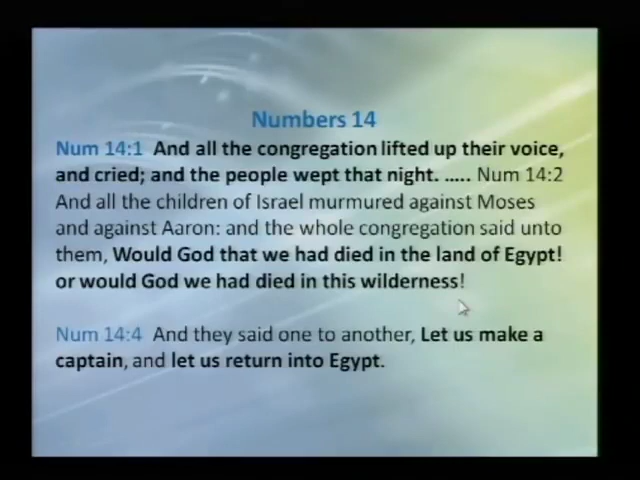 Numbers 14
Num 14:1 And all the congregation lifted up their voice,
and cried; and the people wept that night. ..... Num 14:2
And all the children of Israel murmured against Moses
and against Aaron: and the whole congregation said unto
them, Would God that we had died in the land of Egypt!
or would God we had died in this wilderness!
Num 14:4 And they said one to another, Let us make a
captain, and let us return into Egypt.